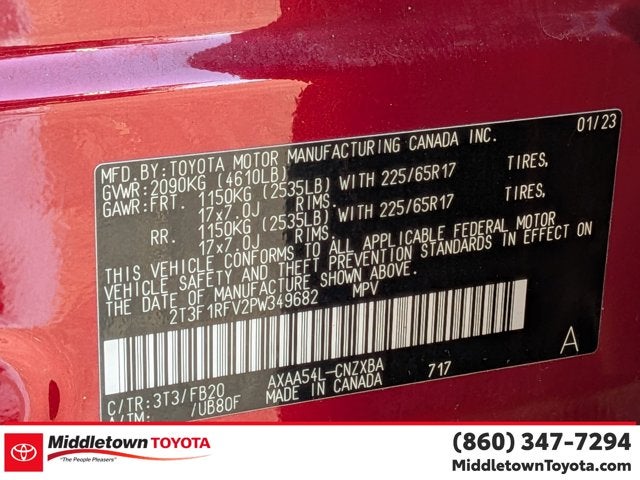 01/23
MFD.BY:TOYOTA MOTOR MANUFACTURING CANADA INC.
GVWR:2090KG (4610LB)
GAWR:FRT. 1150KG (2535LB) WITH 225/65R17 TIRES,
17x7.0J RIMS.
RR. 1150KG (2535LB) WITH 225/65R17 TIRES,
17x7.0J RIMS.
THIS VEHICLE CONFORMS TO ALL APPLICABLE FEDERAL MOTOR
VEHICLE SAFETY AND THEFT PREVENTION STANDARDS IN EFFECT ON
THE DATE OF MANUFACTURE SHOWN ABOVE.
2T3F1RFV2PW349682 MPV
A
C/TR:3T3/FB20 AXAA54L-CNZXBA 717
A/TM: /UB80F MADE IN CANADA
Middletown TOYOTA
"The People Pleasers"
TOYOTA
(860) 347-7294
MiddletownToyota.com